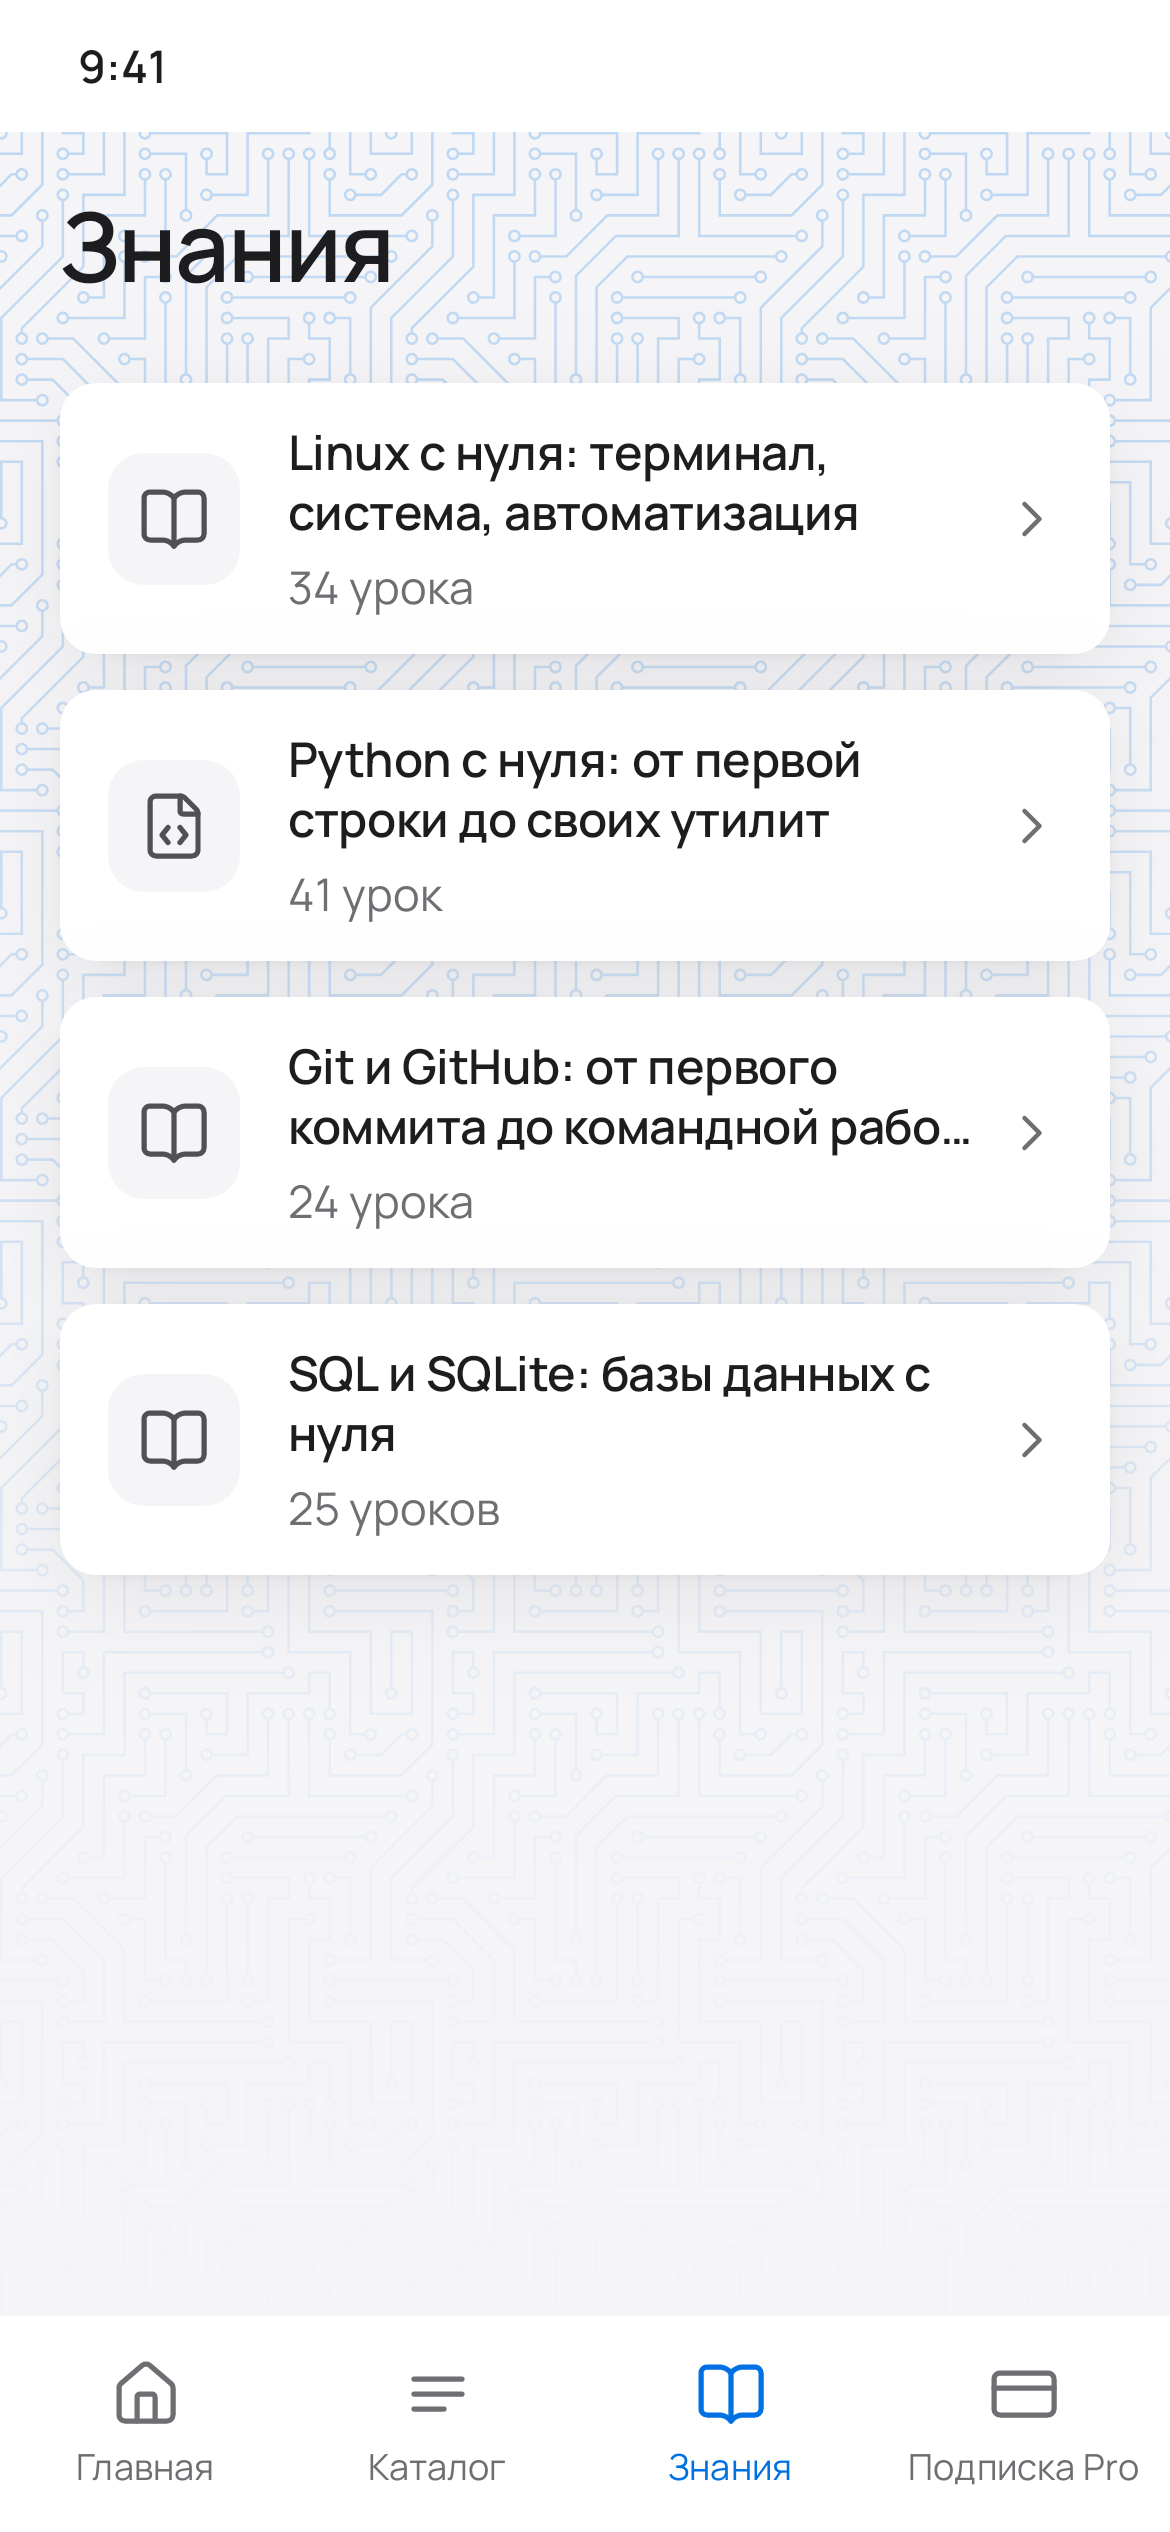 9:41
Знания
Linux с нуля: терминал,
система, автоматизация
34 урока
Python с нуля: от первой
строки до своих утилит
41 урок
Git и GitHub: от первого
коммита до командной рабо…
24 урока
SQL и SQLite: базы данных с
нуля
25 уроков
Главная
Каталог
Знания
Подписка Pro